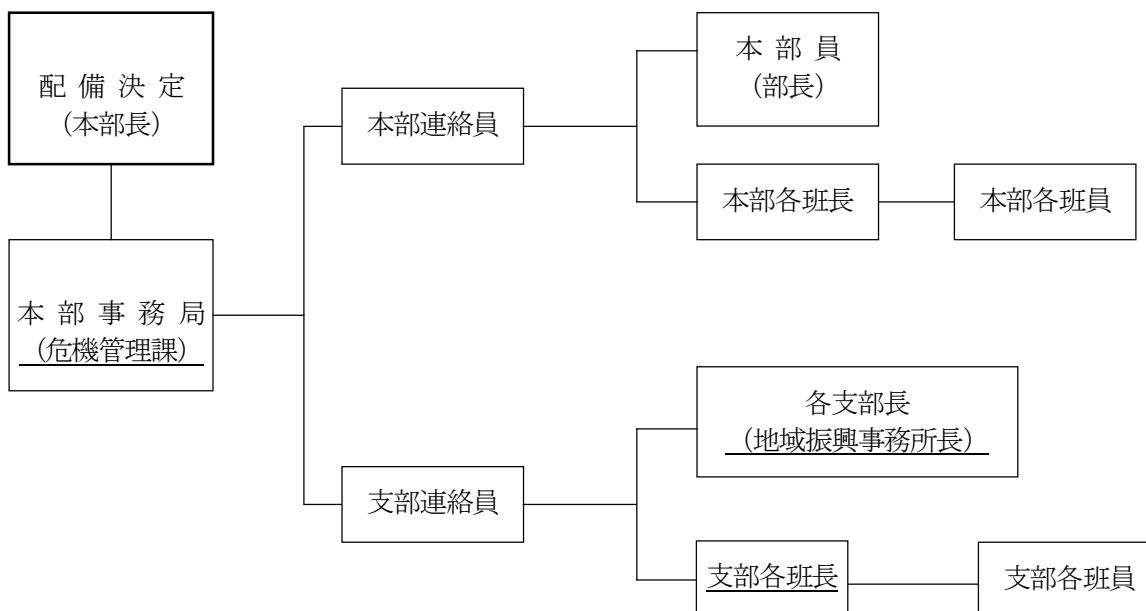 配 備 決 定
(本部長)
本 部 事 務 局
(危機管理課)
本部連絡員
本 部 員
(部長)
本部各班長
本部各班員
支部連絡員
各支部長
(地域振興事務所長)
支部各班長
支部各班員